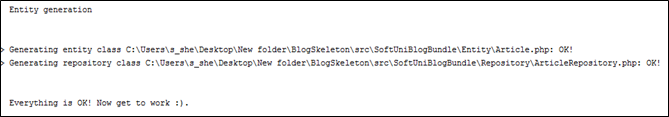 Entity generation
> Generating entity class C:\Users\s_she\Desktop\New folder\BlogSkeleton\src\SoftUniBlogBundle\Entity\Article.php: OK!
> Generating repository class C:\Users\s_she\Desktop\New folder\BlogSkeleton\src\SoftUniBlogBundle\Repository\ArticleRepository.php: OK!
Everything is OK! Now get to work :).